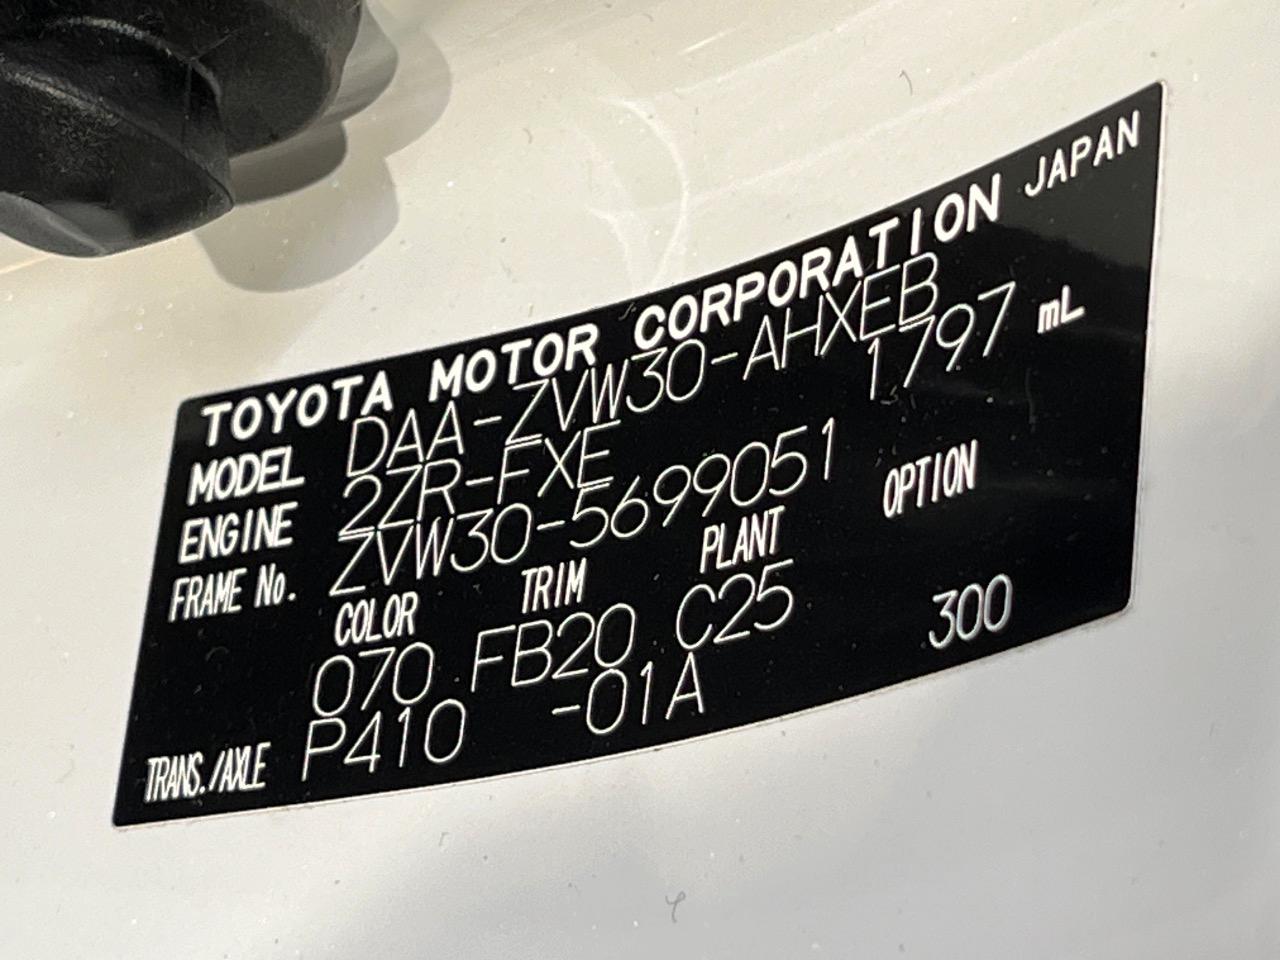 TOYOTA MOTOR CORPORATION JAPAN
MODEL DAA-ZVW30-AHXEB
ENGINE 2ZR-FXE 1797 mL
FRAME No. ZVW30-5699051
COLOR TRIM PLANT OPTION
070 FB20 C25
TRANS./AXLE P410 -01A 300